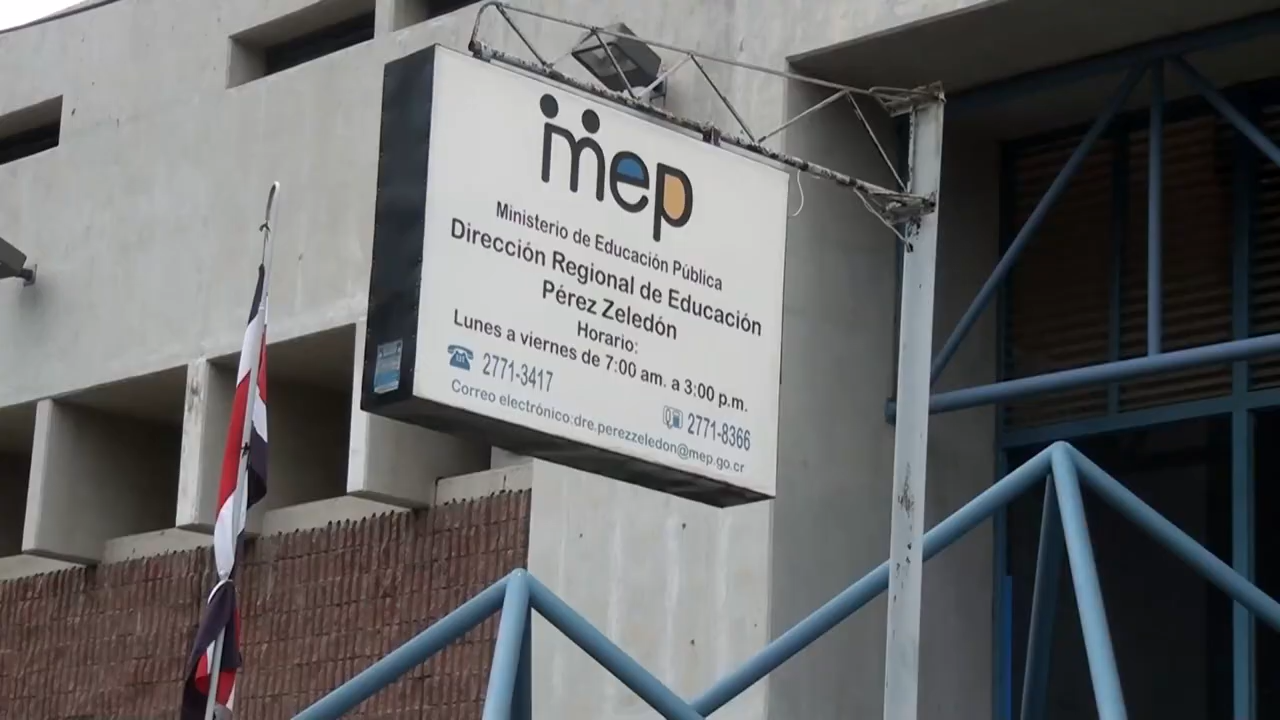 mep
Ministerio de Educación Pública
Dirección Regional de Educación
Pérez Zeledón
Horario:
Lunes a viernes de 7:00 am. a 3:00 p.m.
2771-3417
2771-8366
Correo electrónico:dre.perezzeledon@mep.go.cr